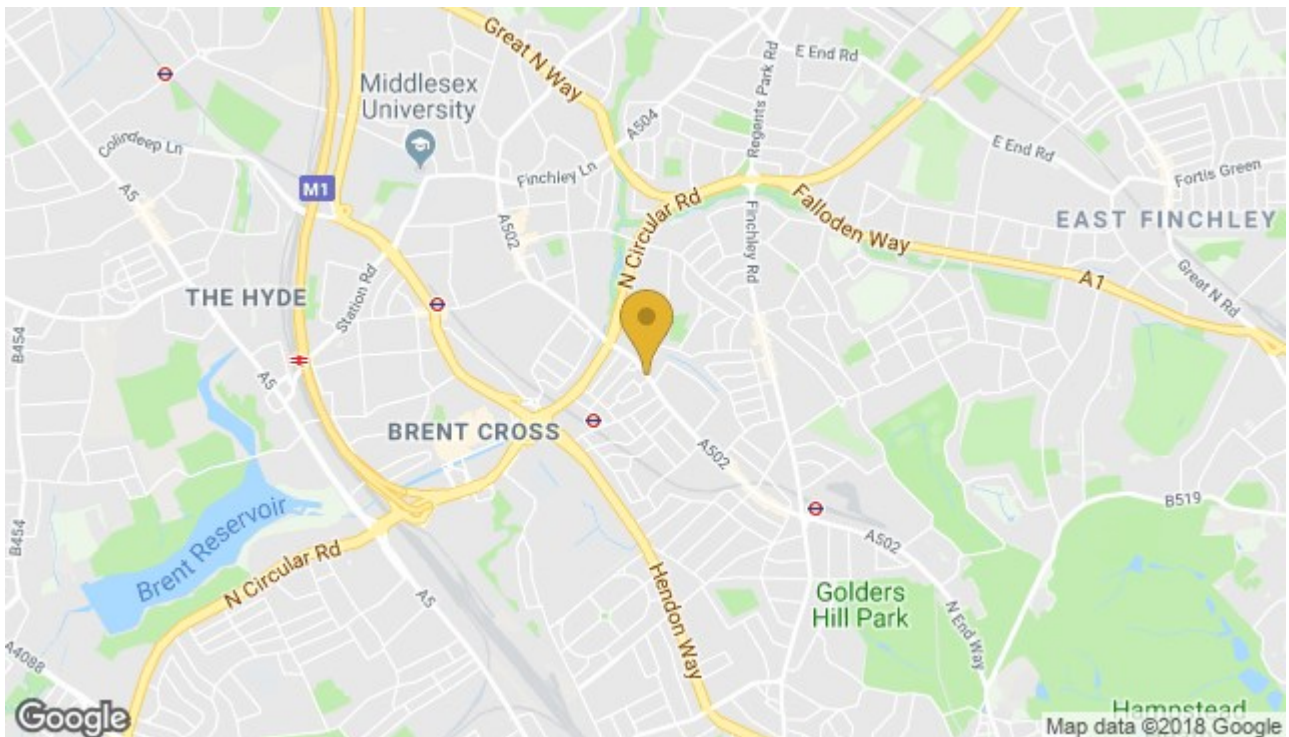 Great N Way
Regents Park Rd
E End Rd
Middlesex
University
A504
Colindeep Ln
E End Rd
Finchley Ln
Fortis Green
M1
A5
N Circular Rd
Finchley Rd
Falloden Way
EAST FINCHLEY
A502
Station Rd
THE HYDE
A1
Great N Rd
B454
A5
BRENT CROSS
A502
B519
Brent Reservoir
B454
A502
N Circular Rd
A5
Hendon Way
Golders
Hill Park
N End Way
A4088
Hampstead
Google
Map data ©2018 Google